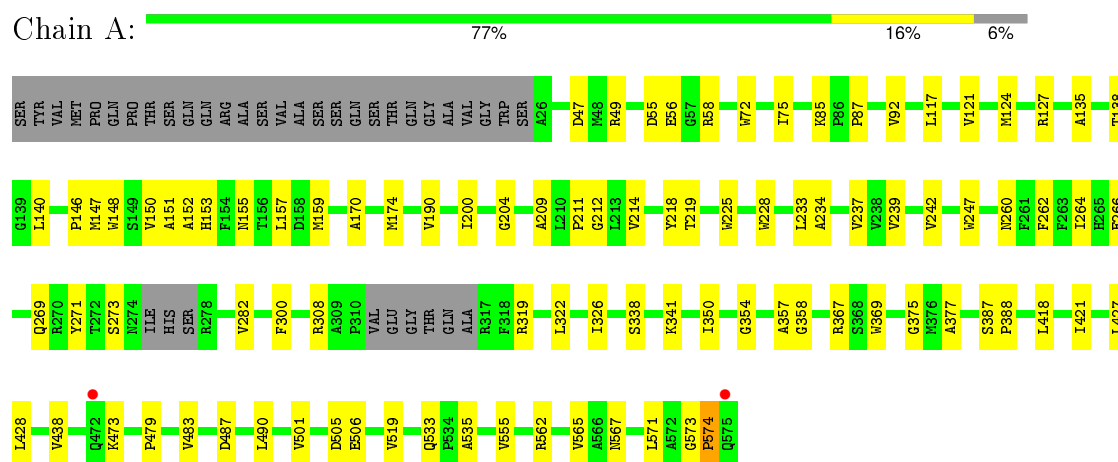 Chain A:
77% 16% 6%
SER TYR VAL MET PRO GLN PRO THR SER GLN GLN ARG ALA SER VAL ALA SER SER GLN SER THR GLN GLY ALA VAL GLY TRP SER A26 D47 M48 R49 D55 E56 G57 R58 W72 I75 K85 P86 P87 V92 L117 V121 M124 R127 A135 T138
G139 L140 P146 M147 W148 S149 V150 A151 A152 H153 F154 N155 T156 L157 D158 M159 A170 M174 V190 I200 G204 A209 L210 P211 G212 L213 V214 Y218 T219 W225 W228 L233 A234 V237 V238 V239 V242 W247 N260 F261 F262 F263 I264 H265
Q269 R270 Y271 T272 S273 N274 ILE HIS SER R278 V282 F300 R308 A309 P310 VAL GLU GLY THR GLN ALA R317 F318 R319 L322 I326 S338 K341 I350 G354 A357 G358 R367 S368 W369 G375 M376 A377 S387 P388 L418 I421 L427
L428 V438 Q472 K473 P479 V483 D487 L490 V501 D505 E506 V519 Q533 P534 A535 V555 R562 V565 A566 N567 L571 A572 G573 P574 Q575